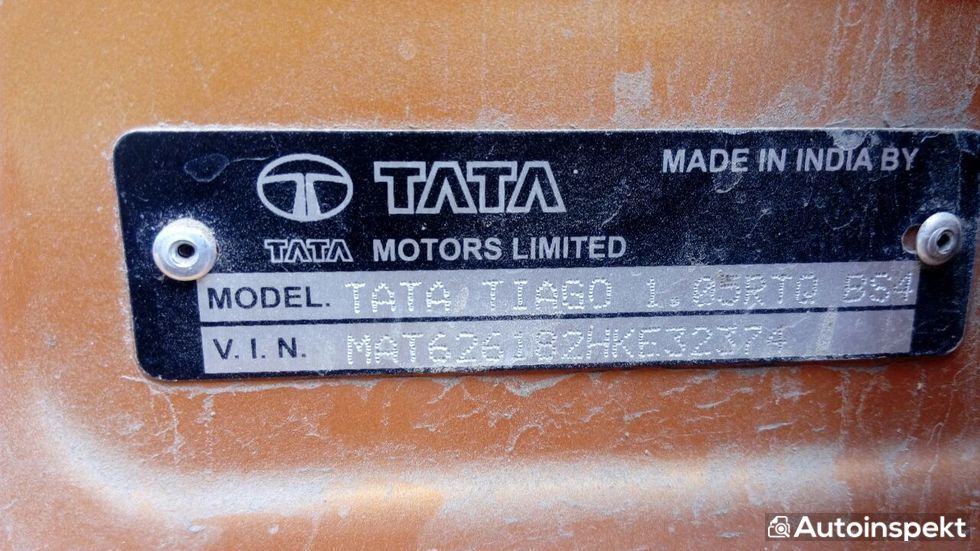 MADE IN INDIA BY
TATA
TATA MOTORS LIMITED
MODEL. TATA TIAGO 1.05RTQ BS4
V.I.N. MAT626182HKE32374
Autoinspekt